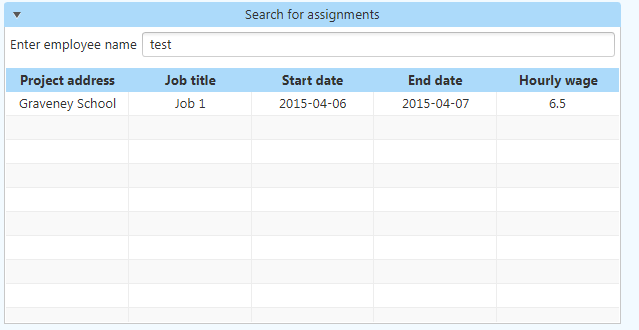 Search for assignments
Enter employee name test
Project address Job title Start date End date Hourly wage
Graveney School Job 1 2015-04-06 2015-04-07 6.5